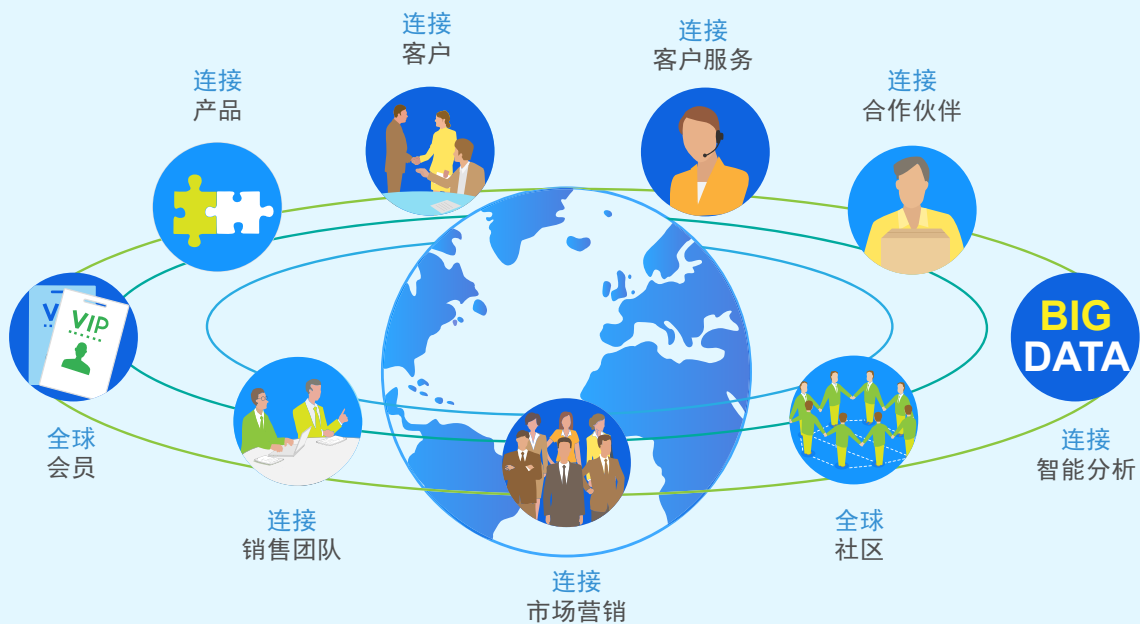 连接
客户
连接
客户服务
连接
产品
连接
合作伙伴
VIP
BIG
DATA
全球
会员
连接
智能分析
连接
销售团队
全球
社区
连接
市场营销